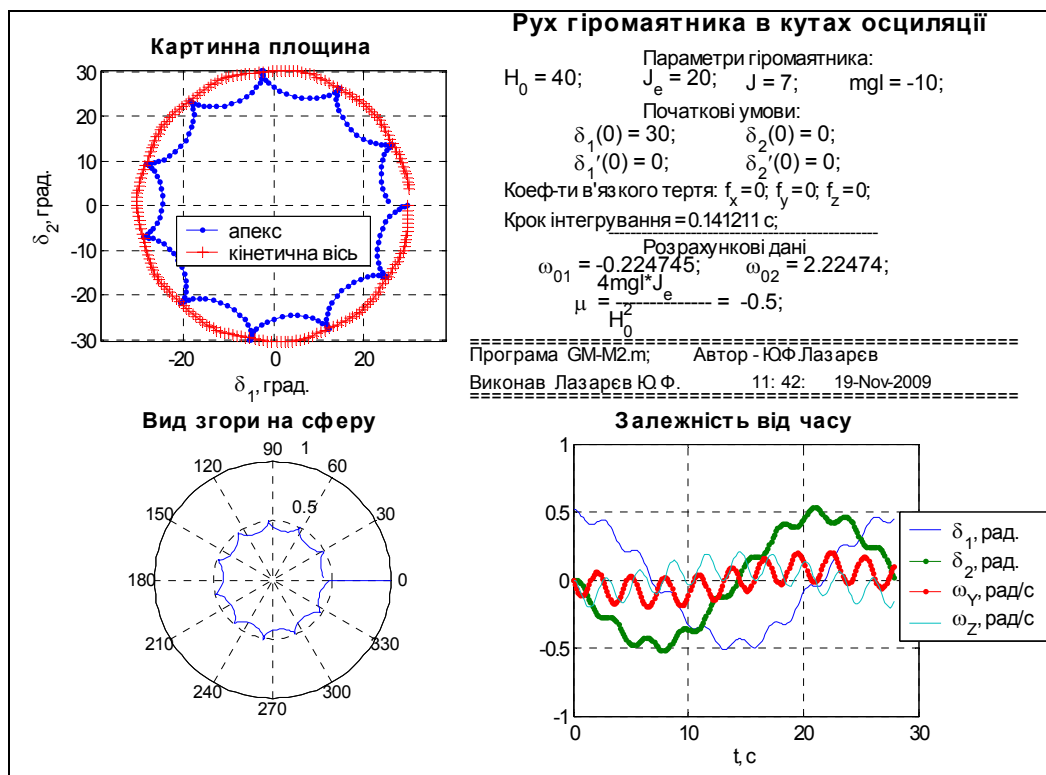 Рух гіромаятника в кутах осциляції
Картинна площина
30
20
10
0
-10
-20
-30
-20
0
20
δ2, град.
δ1, град.
апекс
кінетична вісь
Параметри гіромаятника:
H0 = 40; Je = 20; J = 7; mgl = -10;
Початкові умови:
δ1(0) = 30; δ2(0) = 0;
δ1'(0) = 0; δ2'(0) = 0;
Коеф-ти в'язкого тертя: fx = 0; fy = 0; fz = 0;
Крок інтегрування = 0.141211 с;
------------------------------------------------
Розрахункові дані
ω01 = -0.224745; ω02 = 2.22474;
4mgl*Je
μ = ------------- = -0.5;
H0^2
=======================================================
Програма GM-M2.m; Автор - Ю.Ф.Лазарєв
Виконав Лазарєв Ю.Ф. 11: 42: 19-Nov-2009
=======================================================
Вид згори на сферу
90
1
120
60
0.5
150
30
180
0
210
330
240
300
270
Залежність від часу
1
0.5
0
-0.5
-1
0
10
20
30
t, с
δ1, рад.
δ2, рад.
ωY, рад/с
ωZ, рад/с